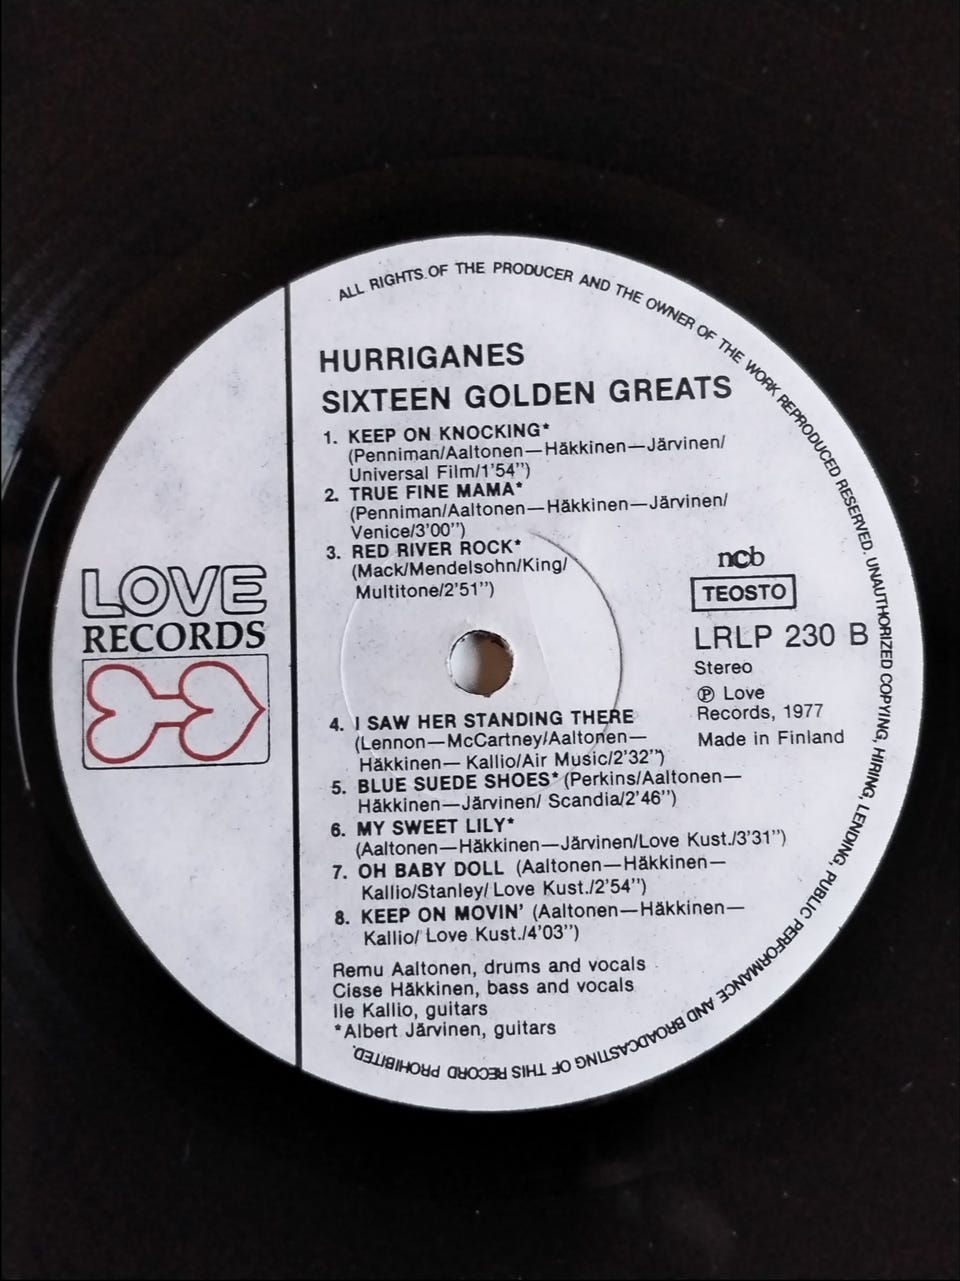 ALL RIGHTS OF THE PRODUCER AND THE OWNER OF THE WORK REPRODUCED RESERVED. UNAUTHORIZED COPYING, HIRING, LENDING, PUBLIC PERFORMANCE AND BROADCASTING OF THIS RECORD PROHIBITED.
HURRIGANES
SIXTEEN GOLDEN GREATS
1. KEEP ON KNOCKING*
(Penniman/Aaltonen—Häkkinen—Järvinen/
Universal Film/1'54'')
2. TRUE FINE MAMA*
(Penniman/Aaltonen—Häkkinen—Järvinen/
Venice/3'00'')
3. RED RIVER ROCK*
(Mack/Mendelsohn/King/
Multitone/2'51'')
LOVE
RECORDS
ncb
TEOSTO
LRLP 230 B
Stereo
Ⓟ Love
Records, 1977
Made in Finland
4. I SAW HER STANDING THERE
(Lennon—McCartney/Aaltonen—
Häkkinen— Kallio/Air Music/2'32'')
5. BLUE SUEDE SHOES* (Perkins/Aaltonen—
Häkkinen—Järvinen/ Scandia/2'46'')
6. MY SWEET LILY*
(Aaltonen—Häkkinen—Järvinen/Love Kust./3'31'')
7. OH BABY DOLL (Aaltonen—Häkkinen—
Kallio/Stanley/ Love Kust./2'54'')
8. KEEP ON MOVIN' (Aaltonen—Häkkinen—
Kallio/ Love Kust./4'03'')
Remu Aaltonen, drums and vocals
Cisse Häkkinen, bass and vocals
Ile Kallio, guitars
*Albert Järvinen, guitars